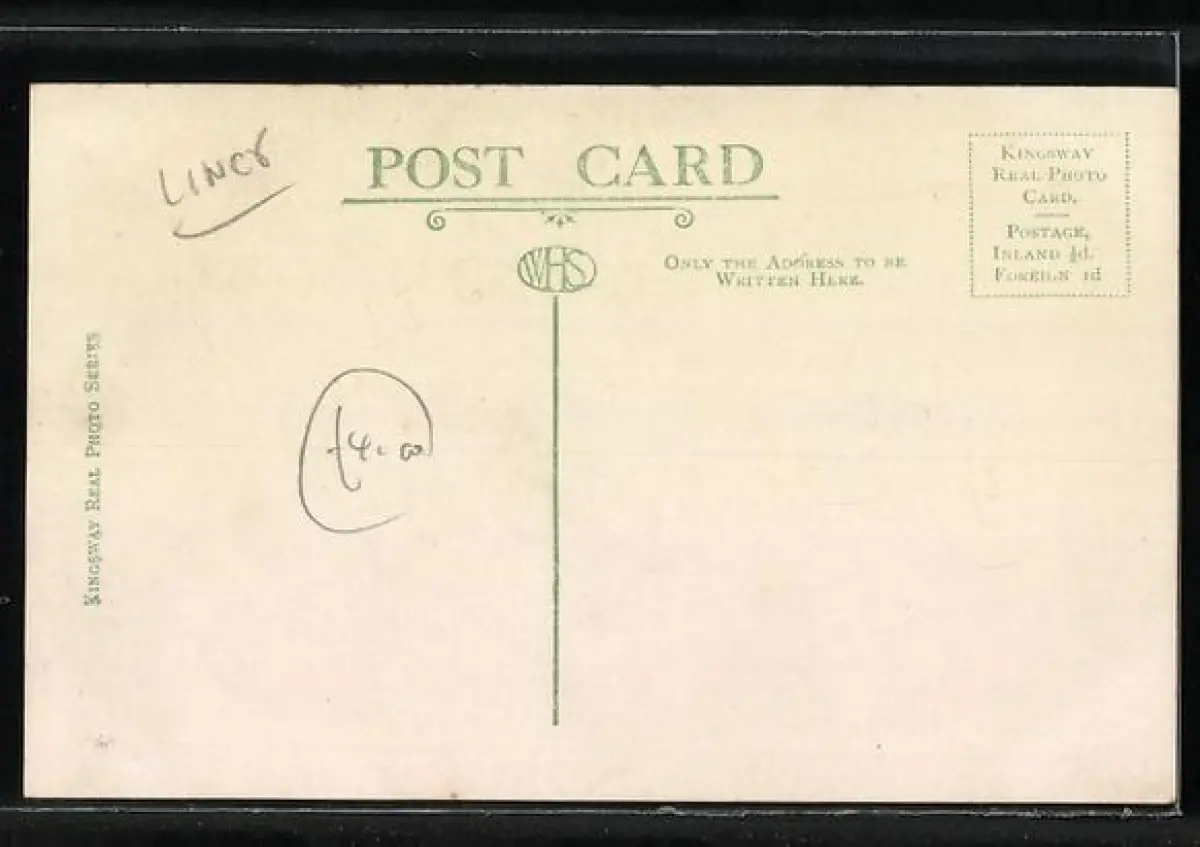 LINCS
POST CARD
WHS
ONLY THE ADDRESS TO BE
WRITTEN HERE.
KINGSWAY
REAL PHOTO
CARD.
POSTAGE,
INLAND ½d.
FOREIGN 1d
KINGSWAY REAL PHOTO SERIES
£4.00